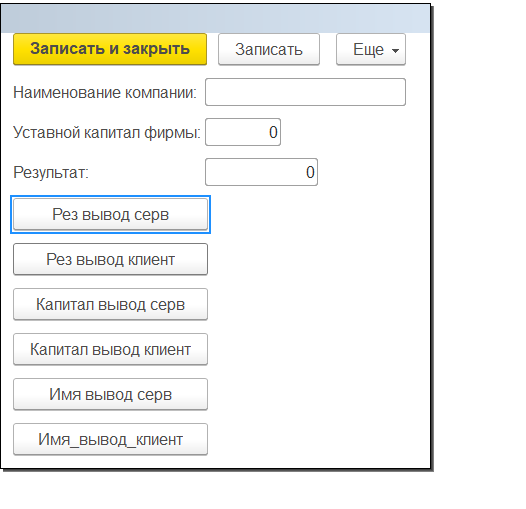 Записать и закрыть Записать Еще
Наименование компании:
Уставной капитал фирмы: 0
Результат: 0
Рез вывод серв
Рез вывод клиент
Капитал вывод серв
Капитал вывод клиент
Имя вывод серв
Имя_вывод_клиент